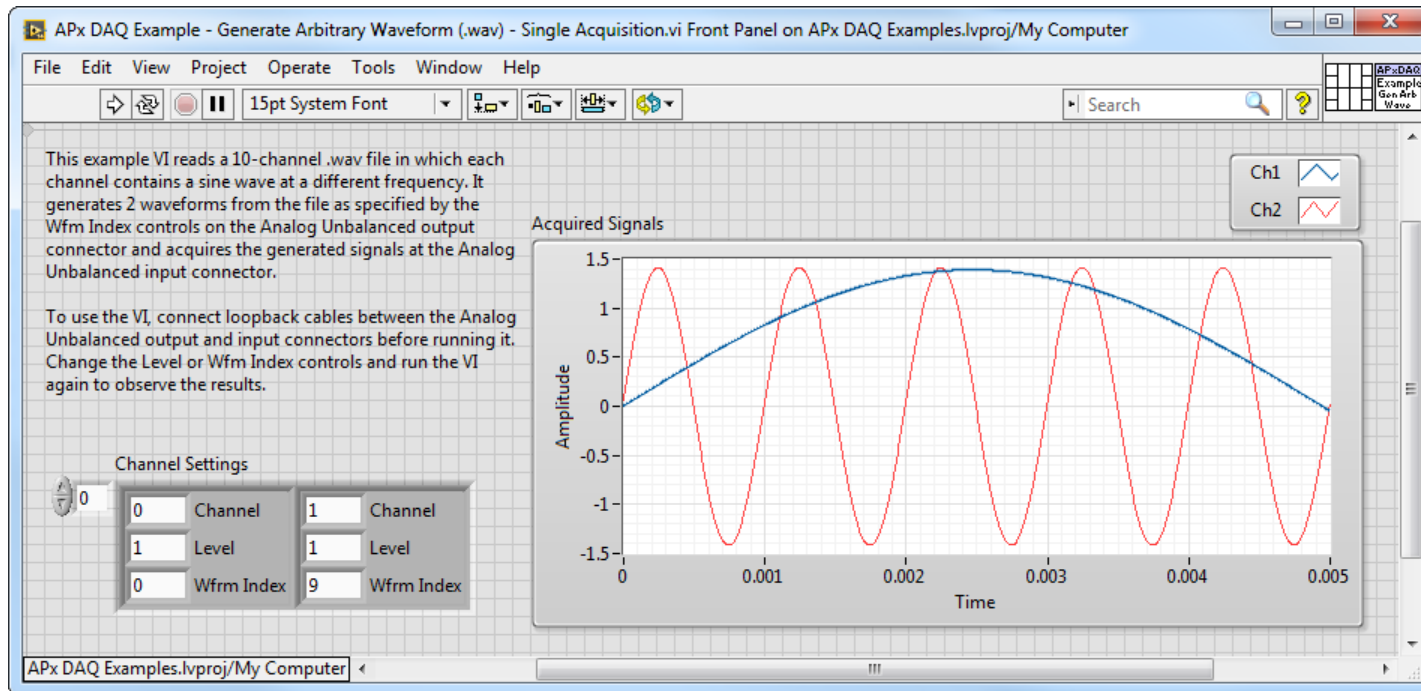 APx DAQ Example - Generate Arbitrary Waveform (.wav) - Single Acquisition.vi Front Panel on APx DAQ Examples.lvproj/My Computer
File Edit View Project Operate Tools Window Help
15pt System Font
Search
?
APxDAQ
Example
Gen Arb
Wave
This example VI reads a 10-channel .wav file in which each
channel contains a sine wave at a different frequency. It
generates 2 waveforms from the file as specified by the
Wfm Index controls on the Analog Unbalanced output
connector and acquires the generated signals at the Analog
Unbalanced input connector.
To use the VI, connect loopback cables between the Analog
Unbalanced output and input connectors before running it.
Change the Level or Wfm Index controls and run the VI
again to observe the results.
Channel Settings
0
0 Channel 1 Channel
1 Level 1 Level
0 Wfrm Index 9 Wfrm Index
Ch1
Ch2
Acquired Signals
Amplitude
1.5
1
0.5
0
-0.5
-1
-1.5
0 0.001 0.002 0.003 0.004 0.005
Time
APx DAQ Examples.lvproj/My Computer